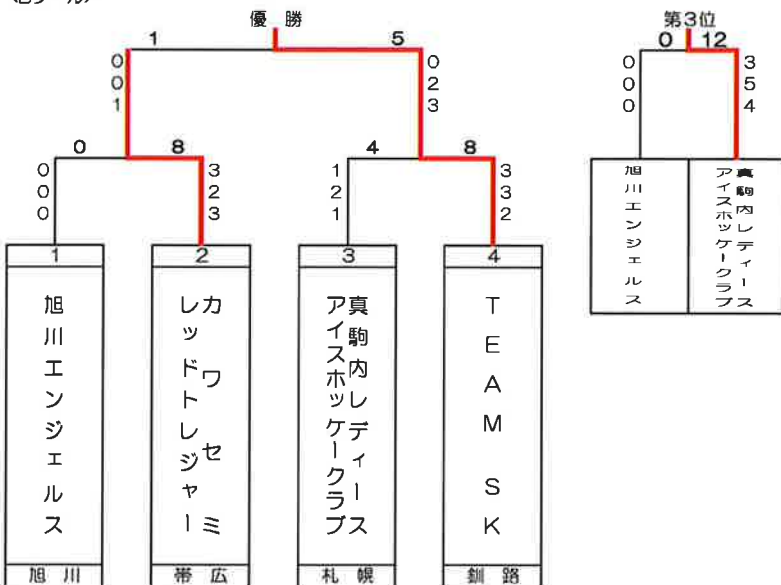 優 勝
1 5
0
0
1
0
2
3
0 8
0
0
0
3
2
3
4 8
1
2
1
3
3
2
1
旭川エンジェルス
旭 川
2
カワセミ
レッドトレジャー
帯 広
3
真駒内レディース
アイスホッケークラブ
札 幌
4
TEAM SK
釧 路
第3位
0 12
0
0
0
3
5
4
旭川エンジェルス
真駒内レディース
アイスホッケークラブ